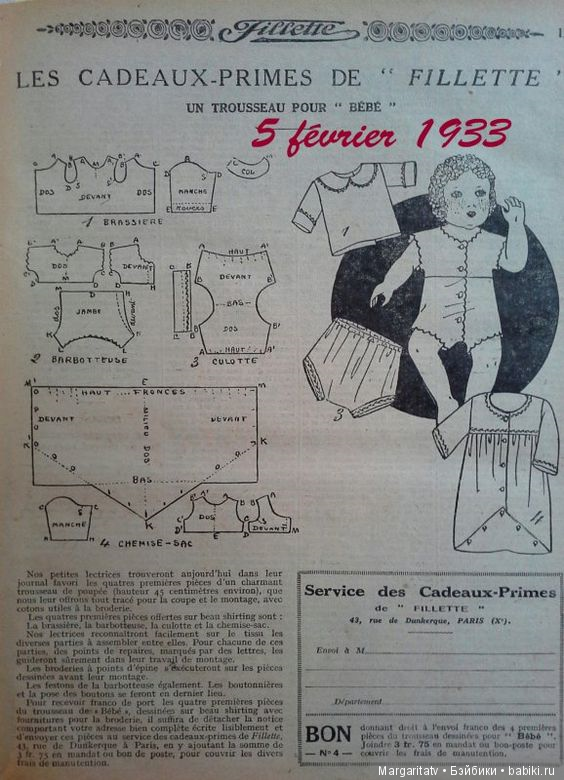 Fillette
1
LES CADEAUX-PRIMES DE " FILLETTE "
UN TROUSSEAU POUR " BÉBÉ "
5 février 1933
DOS
DEVANT
DOS
MANCHE
REVERS
COL
1 BRASSIÈRE
DOS
DEVANT
DOS
JAMBE
DEVANT
2 BARBOTTEUSE
HAUT
DEVANT
BAS
DOS
HAUT
3 CULOTTE
1
3
4
HAUT FRONCES
DEVANT
MILIEU DOS
DEVANT
BAS
MANCHE
DOS
DEVANT
4 CHEMISE-SAC
Nos petites lectrices trouveront aujourd'hui dans leur
journal favori les quatres premières pièces d'un charmant
trousseau de poupée (hauteur 45 centimètres environ), que
nous leur offrons tout tracé pour la coupe et le montage, avec
cotons utiles à la broderie.
Les quatres premières pièces offertes sur beau shirting sont :
La brassière, la barbotteuse, la culotte et la chemise-sac.
Nos lectrices reconnaîtront facilement sur le tissu les
diverses parties à assembler entre elles. Pour chacune de ces
parties, des points de repaires, marqués par des lettres, les
guideront sûrement dans leur travail de montage.
Les broderies à points d'épine s'exécuteront sur les pièces
dessinées avant leur montage.
Les festons de la barbotteuse également. Les boutonnières
et la pose des boutons se feront en dernier lieu.
Pour recevoir franco de port les quatre premières pièces
du trousseau de « Bébé », dessinées sur beau shirting avec
fournitures pour la broderie, il suffira de détacher la notice
comportant votre adresse bien complète écrite lisiblement et
d'envoyer ces pièces au service des cadeaux-primes de Fillette,
43, rue de Dunkerque à Paris, en y ajoutant la somme de
3 fr. 75 en mandat ou bon de poste, pour couvrir les divers
frais de manutention.
Service des Cadeaux-Primes
de " FILLETTE "
43, rue de Dunkerque, PARIS (Xe).
Envoi à M
Département
BON
— No 4 —
donnant droit à l'envoi franco des 4 premières
pièces du trousseau dessinées pour " Bébé ".
Joindre 3 fr. 75 en mandat ou bon-poste pour
couvrir les frais de manutention.
Margaritatv / Бэйбики - babiki.ru